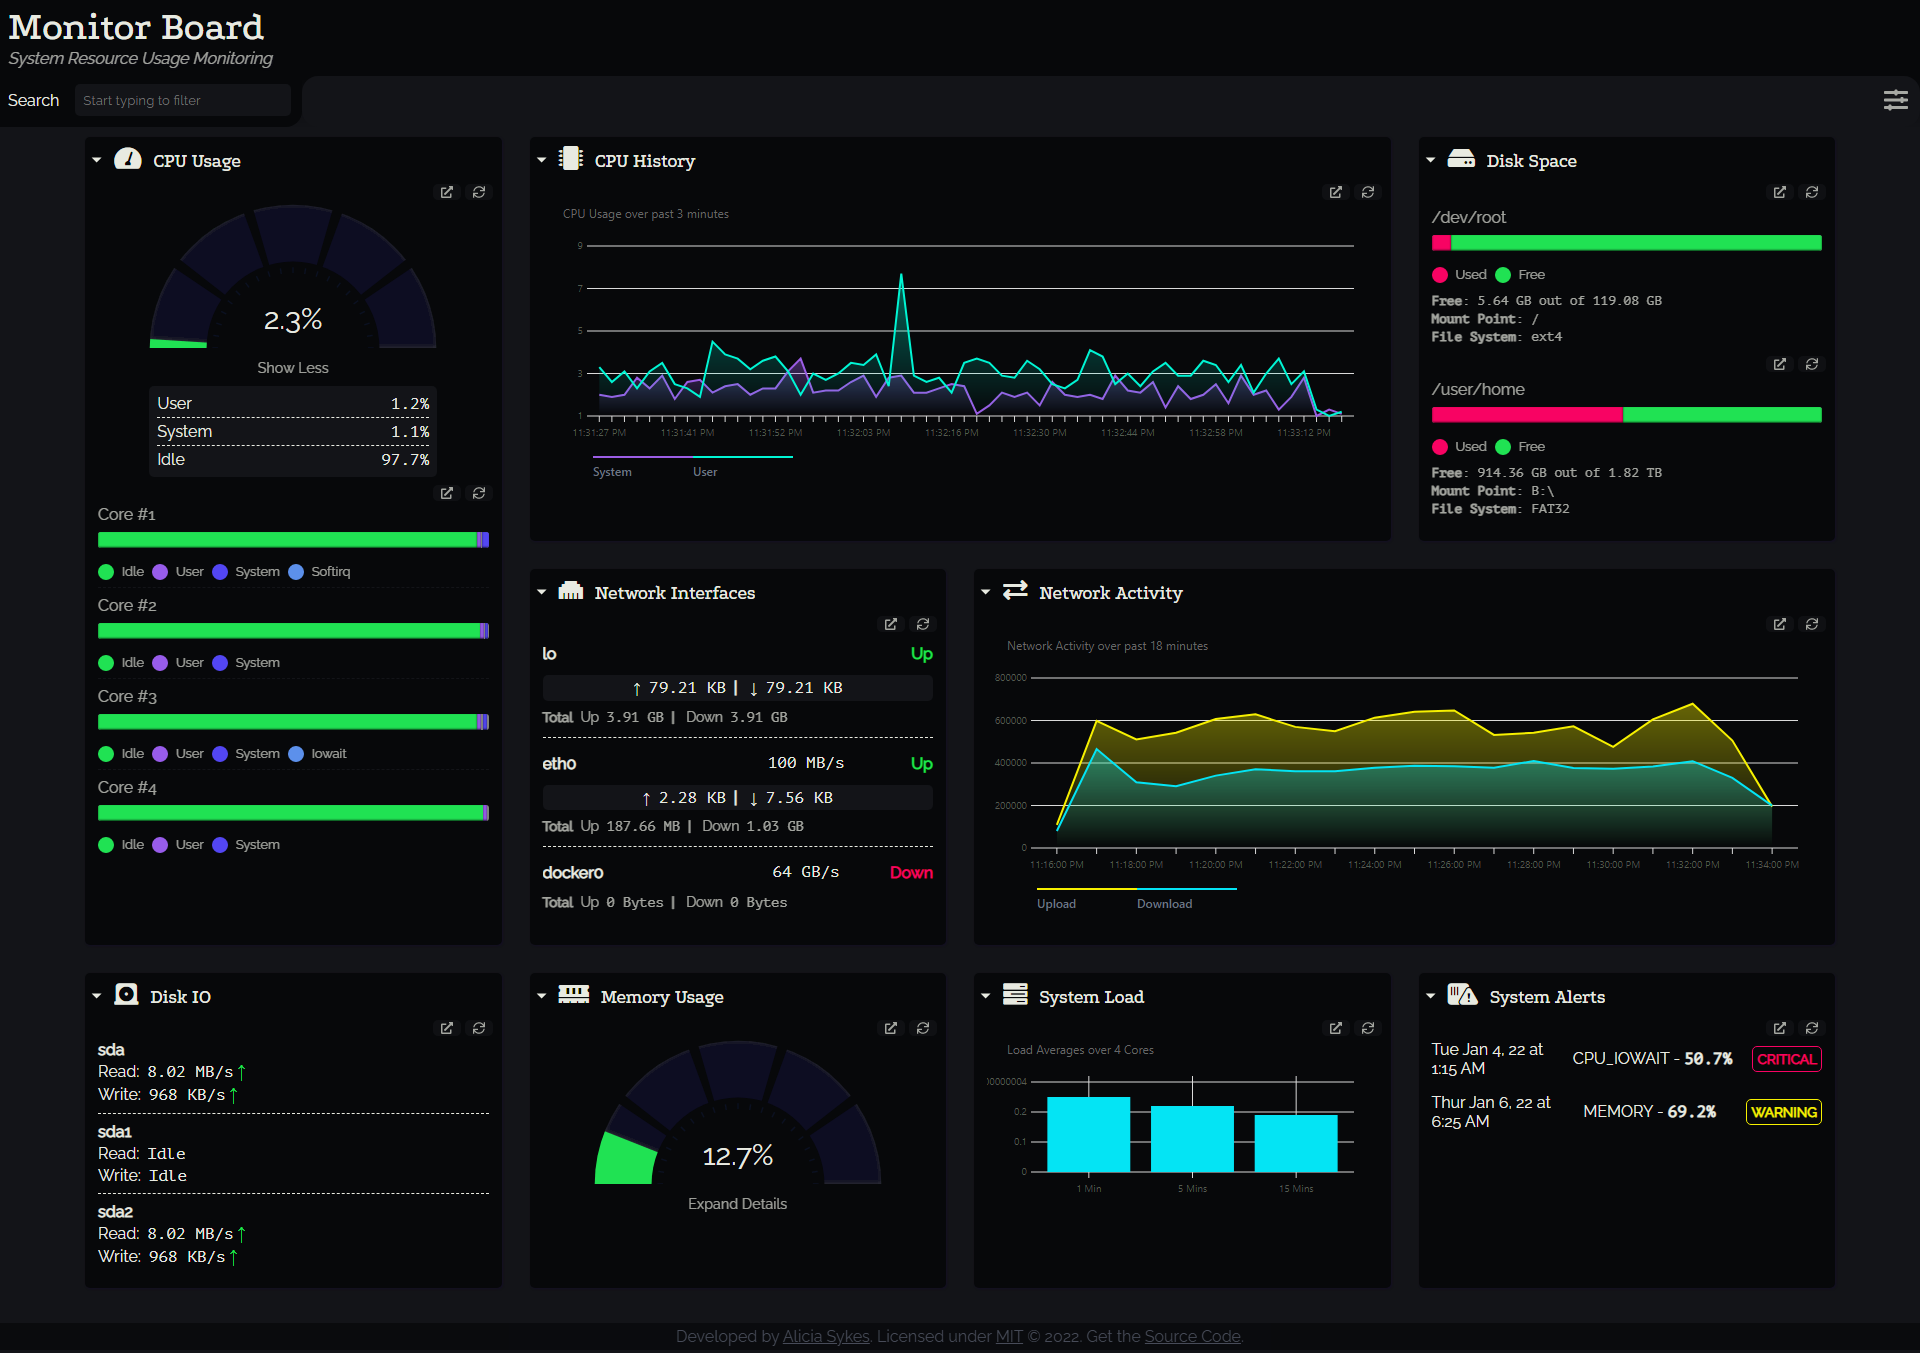 Monitor Board
System Resource Usage Monitoring
Search
Start typing to filter
CPU Usage
2.3%
Show Less
User 1.2%
System 1.1%
Idle 97.7%
Core #1
Idle User System Softirq
Core #2
Idle User System
Core #3
Idle User System Iowait
Core #4
Idle User System
CPU History
CPU Usage over past 3 minutes
9
7
5
3
1
11:31:27 PM 11:31:41 PM 11:31:52 PM 11:32:03 PM 11:32:16 PM 11:32:30 PM 11:32:44 PM 11:32:58 PM 11:33:12 PM
System User
Disk Space
/dev/root
Used Free
Free: 5.64 GB out of 119.08 GB
Mount Point: /
File System: ext4
/user/home
Used Free
Free: 914.36 GB out of 1.82 TB
Mount Point: B:\
File System: FAT32
Network Interfaces
lo Up
↑ 79.21 KB | ↓ 79.21 KB
Total Up 3.91 GB | Down 3.91 GB
eth0 100 MB/s Up
↑ 2.28 KB | ↓ 7.56 KB
Total Up 187.66 MB | Down 1.03 GB
docker0 64 GB/s Down
Total Up 0 Bytes | Down 0 Bytes
Network Activity
Network Activity over past 18 minutes
800000
600000
400000
200000
0
11:16:00 PM 11:18:00 PM 11:20:00 PM 11:22:00 PM 11:24:00 PM 11:26:00 PM 11:28:00 PM 11:30:00 PM 11:32:00 PM 11:34:00 PM
Upload Download
Disk IO
sda
Read: 8.02 MB/s↑
Write: 968 KB/s↑
sda1
Read: Idle
Write: Idle
sda2
Read: 8.02 MB/s↑
Write: 968 KB/s↑
Memory Usage
12.7%
Expand Details
System Load
Load Averages over 4 Cores
00000004
0.2
0.1
0
1 Min 5 Mins 15 Mins
System Alerts
Tue Jan 4, 22 at
1:15 AM
CPU_IOWAIT - 50.7% CRITICAL
Thur Jan 6, 22 at
6:25 AM
MEMORY - 69.2% WARNING
Developed by Alicia Sykes. Licensed under MIT © 2022. Get the Source Code.